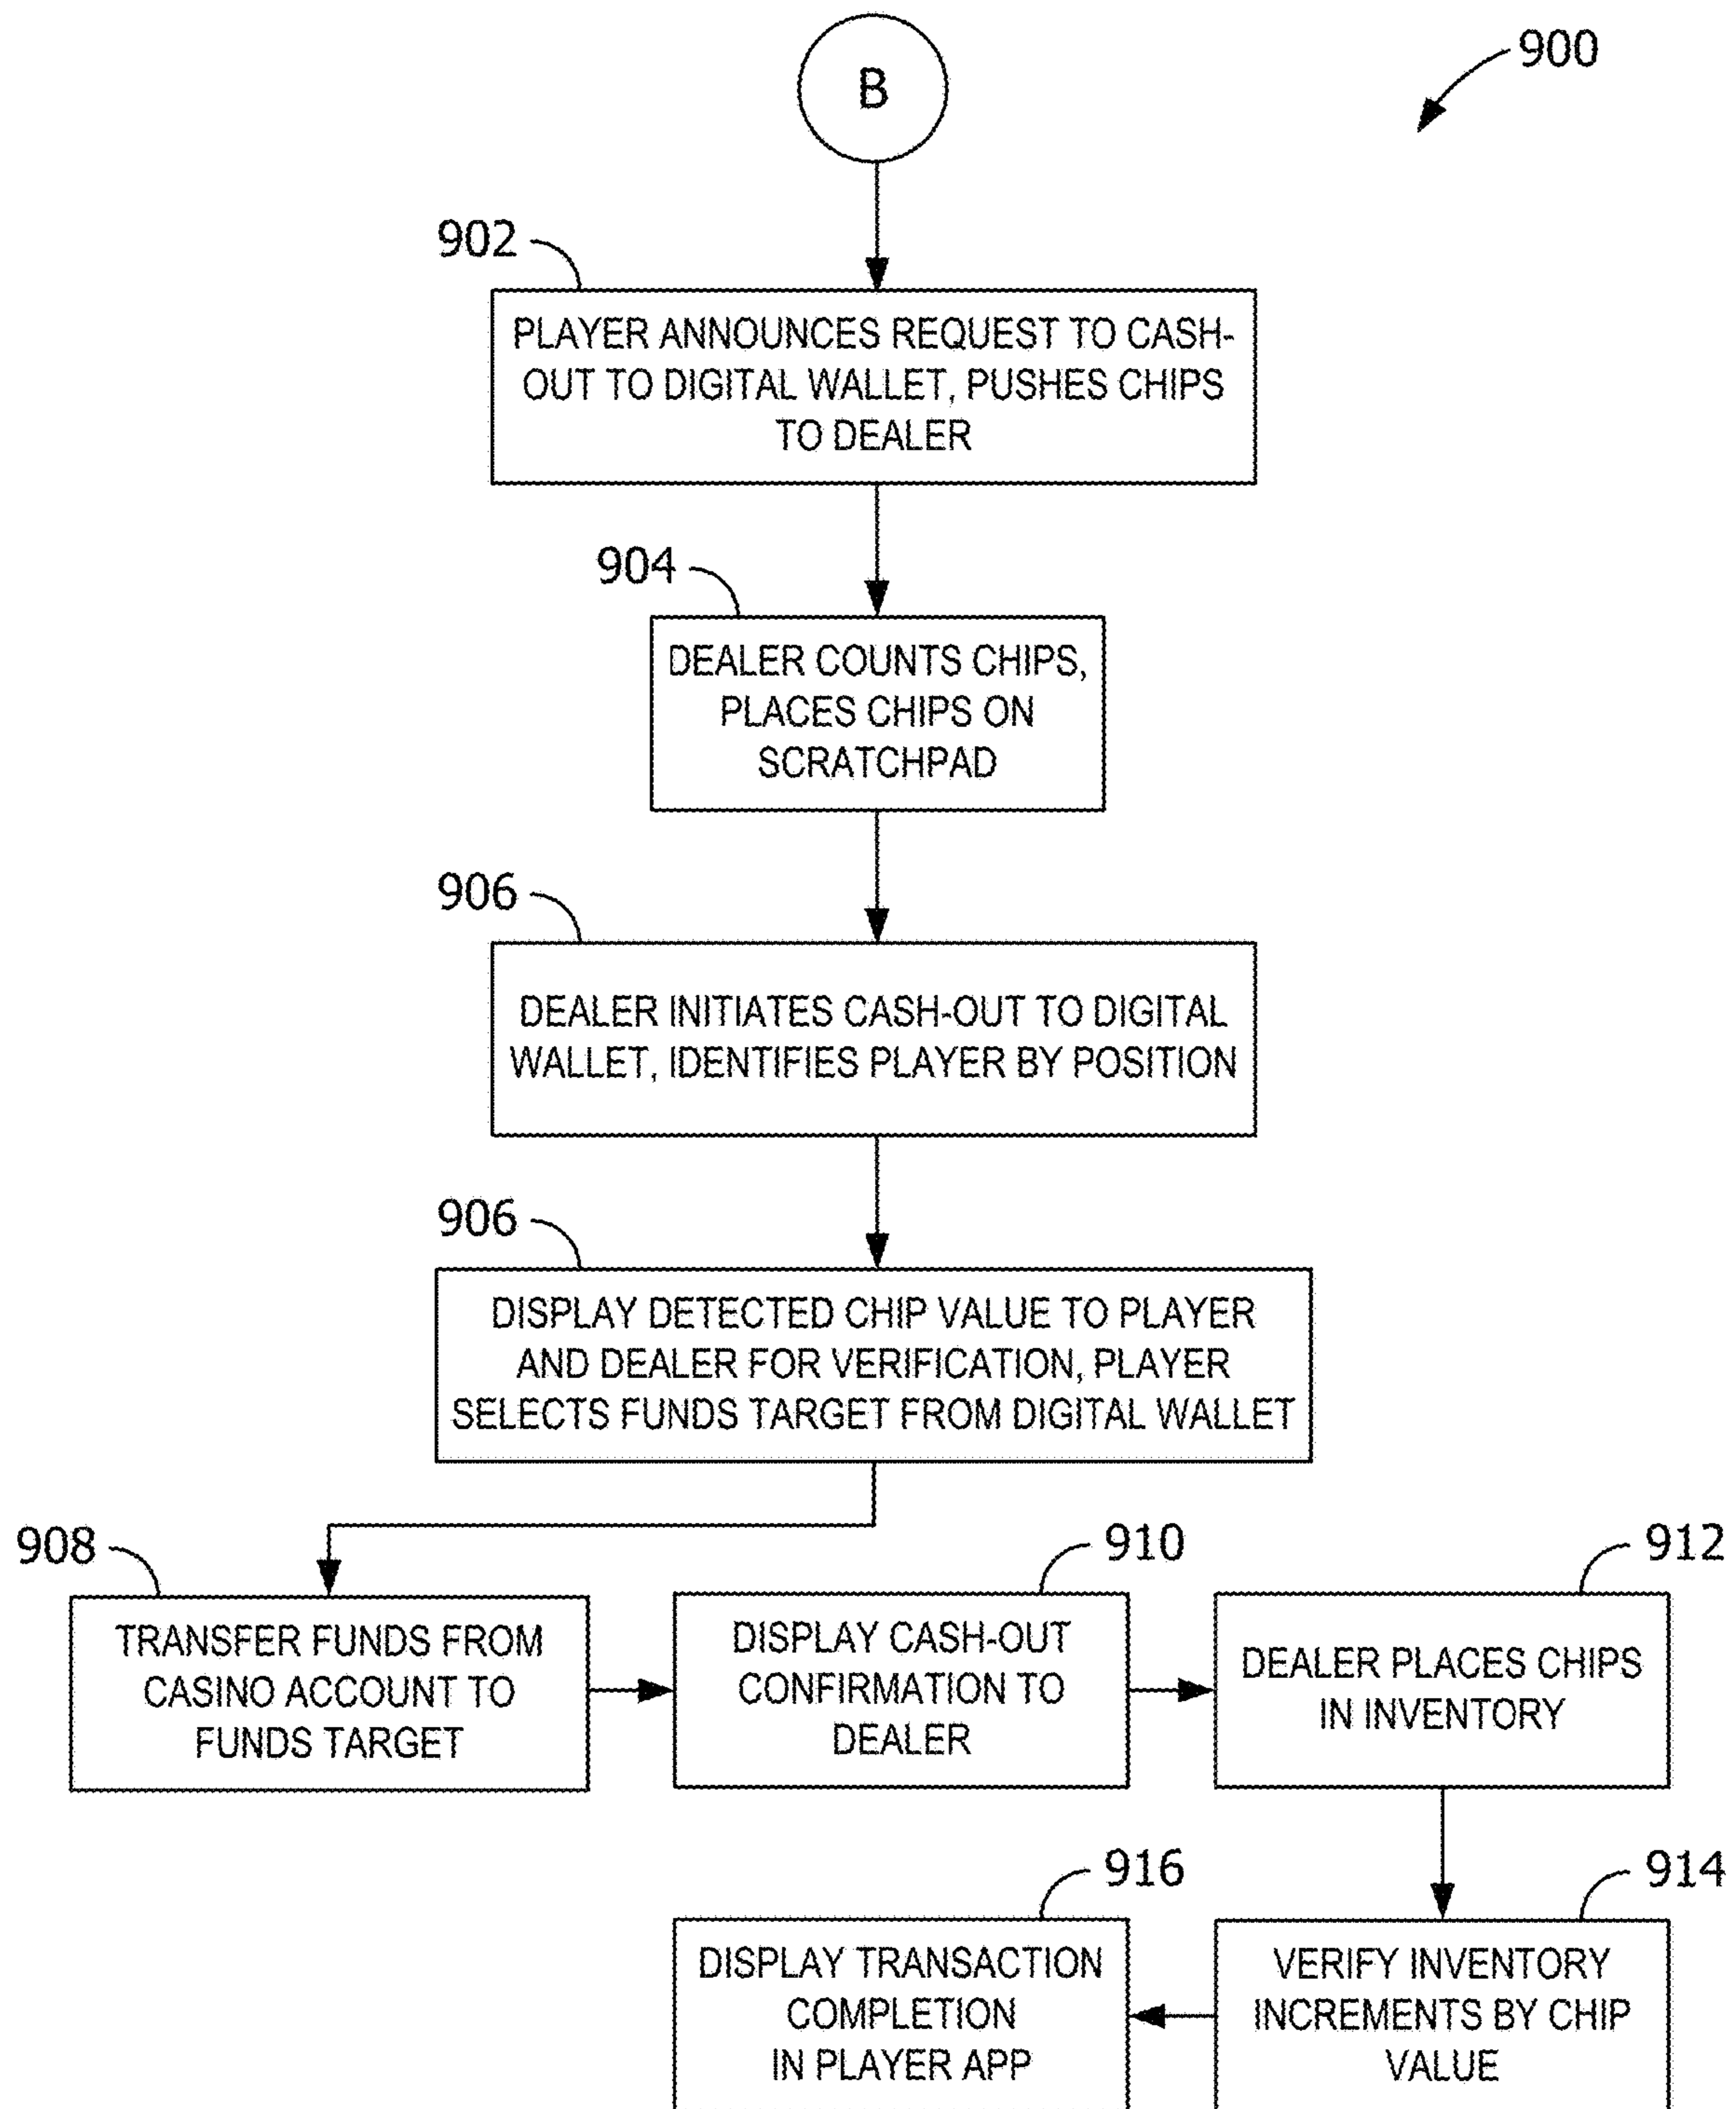 B
900
902
PLAYER ANNOUNCES REQUEST TO CASH-
OUT TO DIGITAL WALLET, PUSHES CHIPS
TO DEALER
904
DEALER COUNTS CHIPS,
PLACES CHIPS ON
SCRATCHPAD
906
DEALER INITIATES CASH-OUT TO DIGITAL
WALLET, IDENTIFIES PLAYER BY POSITION
906
DISPLAY DETECTED CHIP VALUE TO PLAYER
AND DEALER FOR VERIFICATION, PLAYER
SELECTS FUNDS TARGET FROM DIGITAL WALLET
908
TRANSFER FUNDS FROM
CASINO ACCOUNT TO
FUNDS TARGET
910
DISPLAY CASH-OUT
CONFIRMATION TO
DEALER
912
DEALER PLACES CHIPS
IN INVENTORY
914
VERIFY INVENTORY
INCREMENTS BY CHIP
VALUE
916
DISPLAY TRANSACTION
COMPLETION
IN PLAYER APP